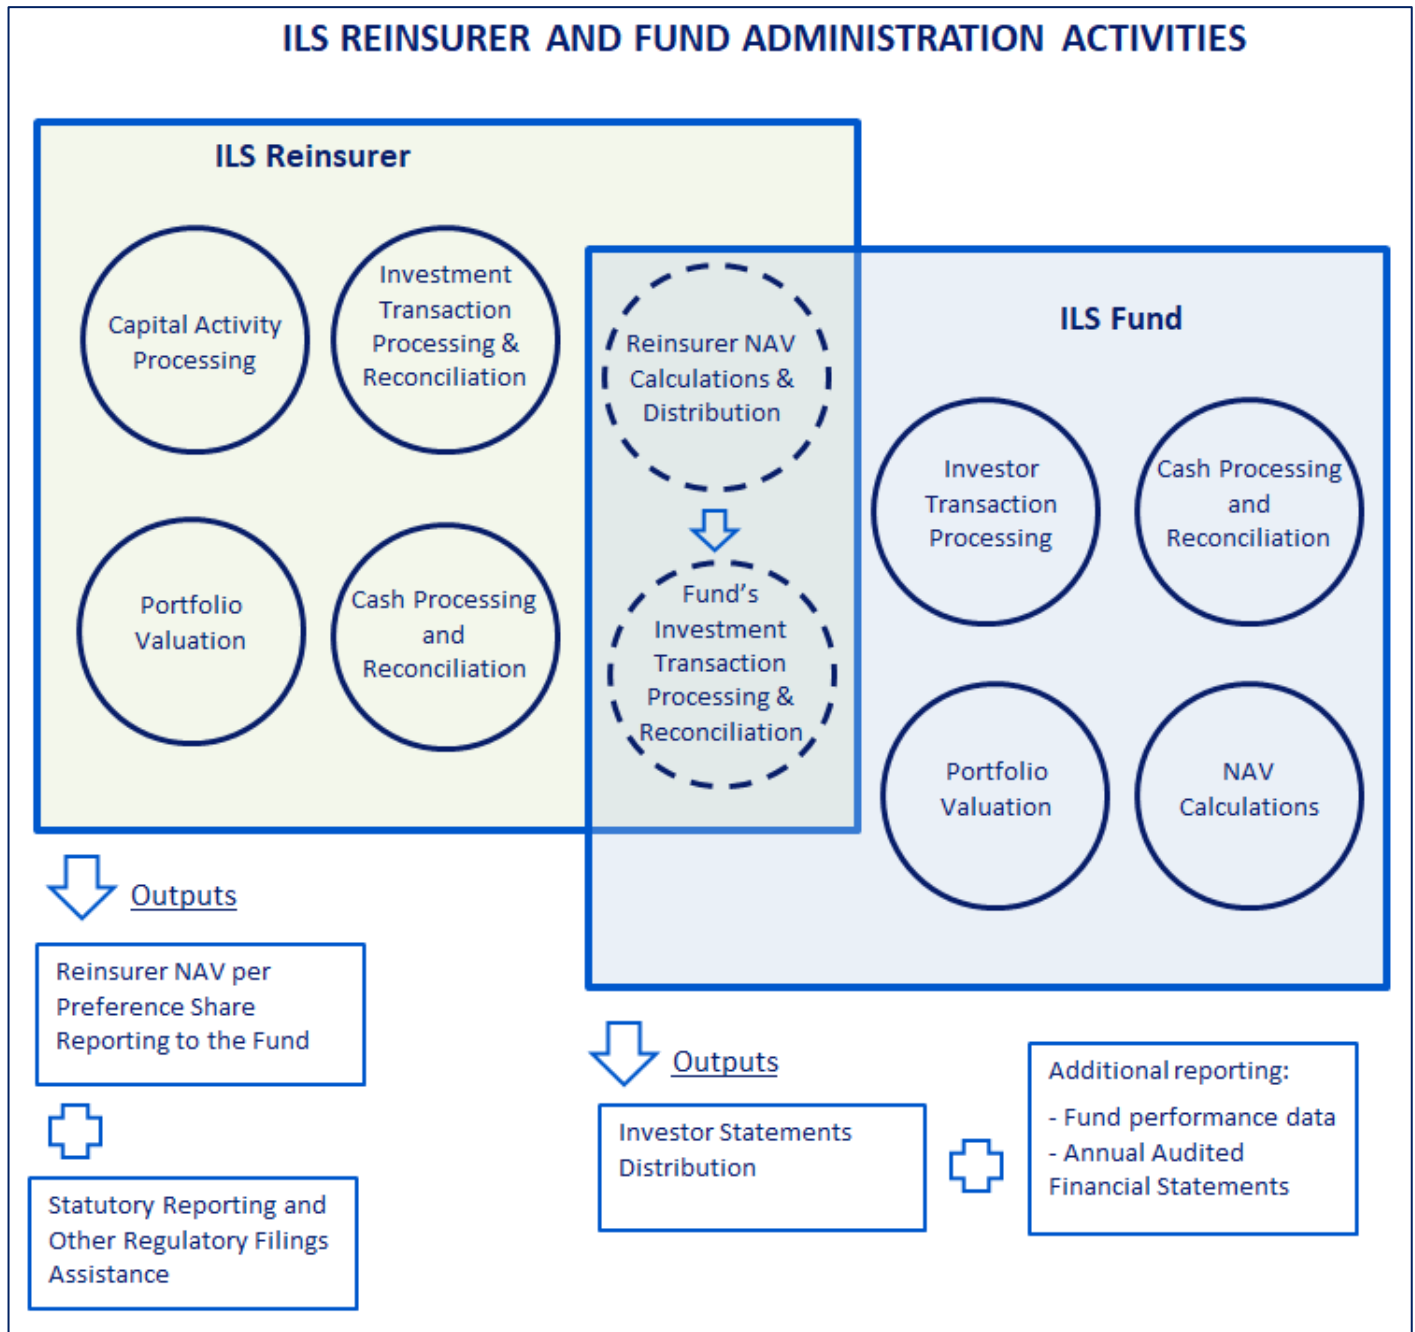 ILS REINSURER AND FUND ADMINISTRATION ACTIVITIES
ILS Reinsurer
Capital Activity
Processing
Investment
Transaction
Processing &
Reconciliation
Portfolio
Valuation
Cash Processing
and
Reconciliation
Reinsurer NAV
Calculations &
Distribution
Fund’s
Investment
Transaction
Processing &
Reconciliation
ILS Fund
Investor
Transaction
Processing
Cash Processing
and
Reconciliation
Portfolio
Valuation
NAV
Calculations
Outputs
Reinsurer NAV per
Preference Share
Reporting to the Fund
Statutory Reporting and
Other Regulatory Filings
Assistance
Outputs
Investor Statements
Distribution
Additional reporting:
- Fund performance data
- Annual Audited
Financial Statements